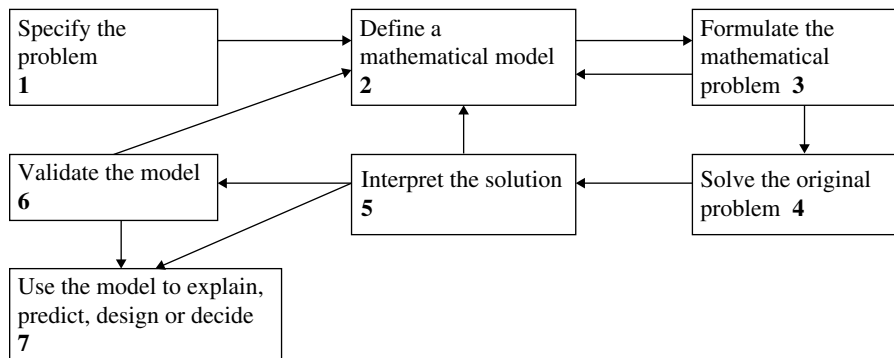 Specify the
problem
1
Define a
mathematical model
2
Formulate the
mathematical
problem 3
Validate the model
6
Interpret the solution
5
Solve the original
problem 4
Use the model to explain,
predict, design or decide
7